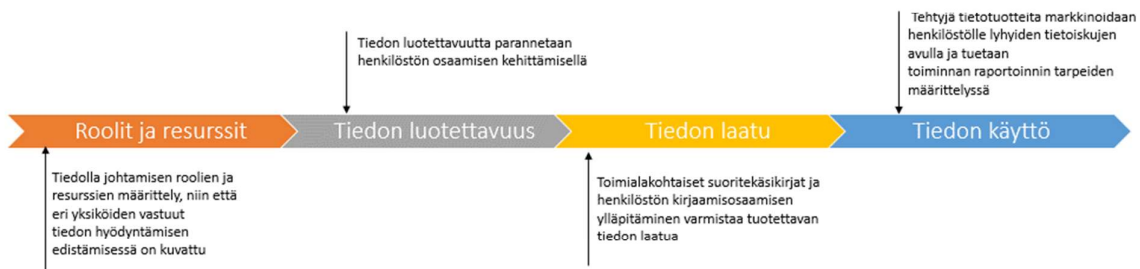 Tehtyjä tietotuotteita markkinoidaan
henkilöstölle lyhyiden tietoiskujen
avulla ja tuetaan
toiminnan raportoinnin tarpeiden
määrittelyssä
Tiedon luotettavuutta parannetaan
henkilöstön osaamisen kehittämisellä
Roolit ja resurssit
Tiedon luotettavuus
Tiedon laatu
Tiedon käyttö
Tiedolla johtamisen roolien ja
resurssien määrittely, niin että
eri yksiköiden vastuut
tiedon hyödyntämisen
edistämisessä on kuvattu
Toimialakohtaiset suoritekäsikirjat ja
henkilöstön kirjaamisosaamisen
ylläpitäminen varmistaa tuotettavan
tiedon laatua